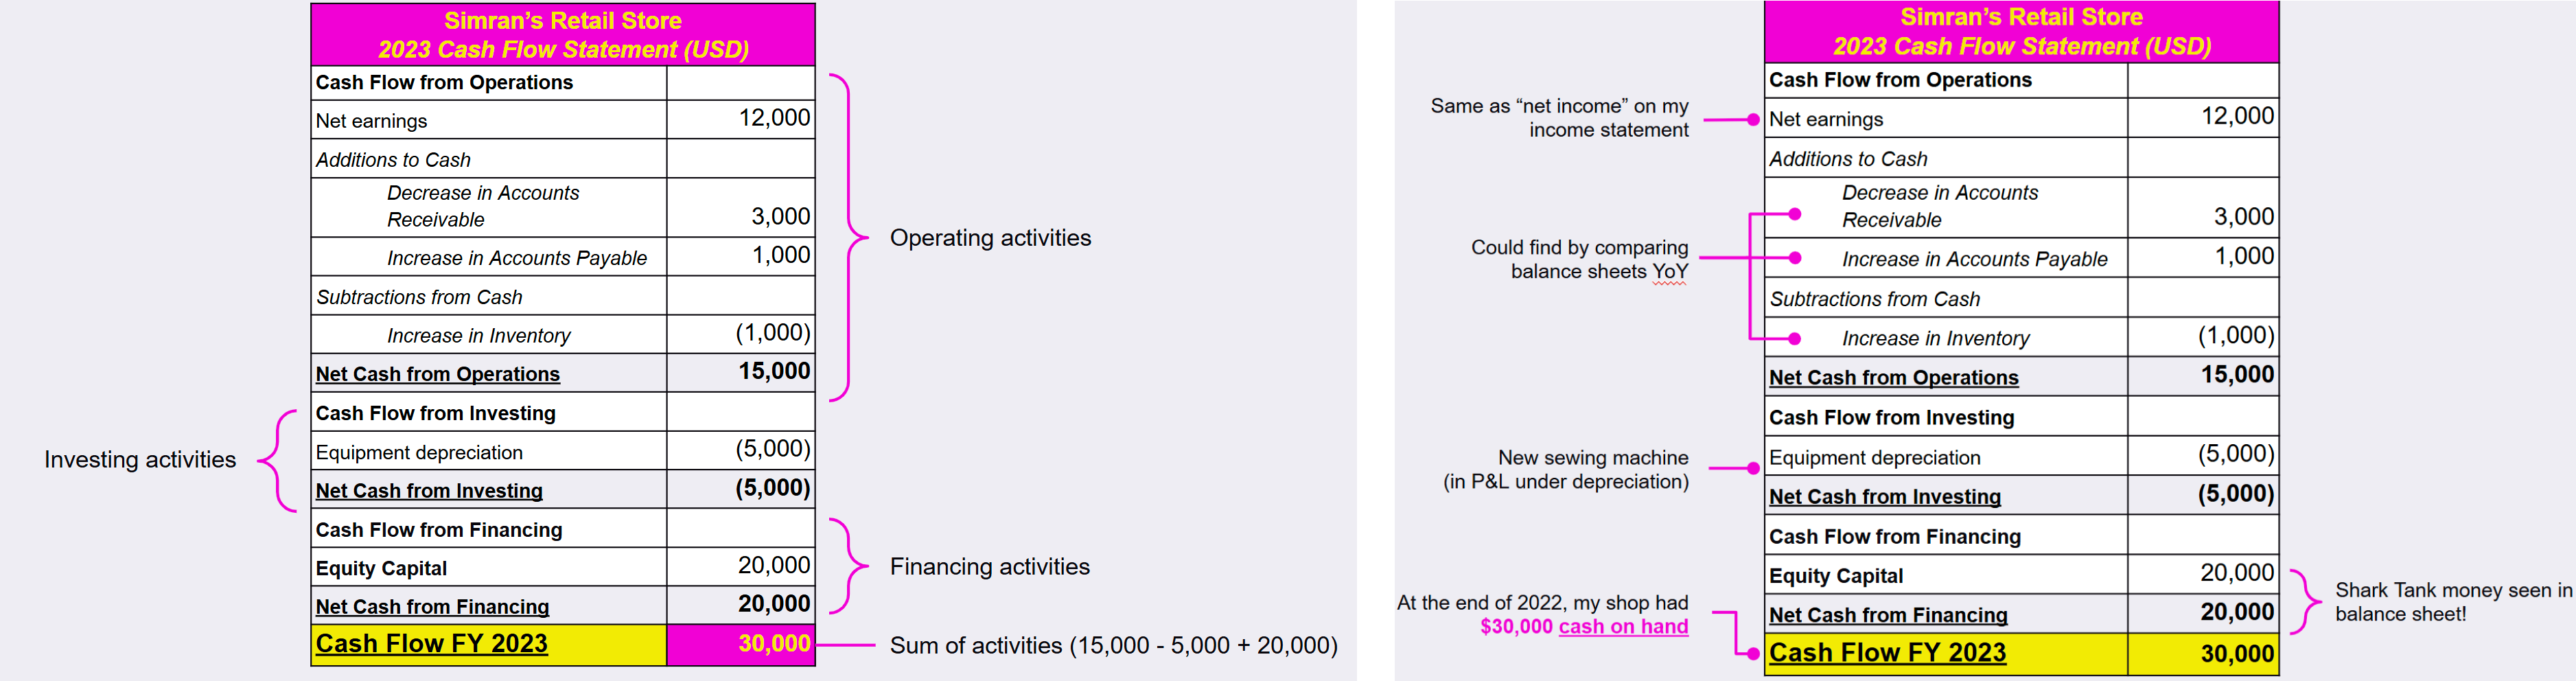 Simran’s Retail Store
2023 Cash Flow Statement (USD)
Cash Flow from Operations
Net earnings 12,000
Additions to Cash
Decrease in Accounts
Receivable 3,000
Increase in Accounts Payable 1,000
Subtractions from Cash
Increase in Inventory (1,000)
Net Cash from Operations 15,000
Cash Flow from Investing
Equipment depreciation (5,000)
Net Cash from Investing (5,000)
Cash Flow from Financing
Equity Capital 20,000
Net Cash from Financing 20,000
Cash Flow FY 2023 30,000
Operating activities
Investing activities
Financing activities
Sum of activities (15,000 - 5,000 + 20,000)
Simran’s Retail Store
2023 Cash Flow Statement (USD)
Cash Flow from Operations
Net earnings 12,000
Additions to Cash
Decrease in Accounts
Receivable 3,000
Increase in Accounts Payable 1,000
Subtractions from Cash
Increase in Inventory (1,000)
Net Cash from Operations 15,000
Cash Flow from Investing
Equipment depreciation (5,000)
Net Cash from Investing (5,000)
Cash Flow from Financing
Equity Capital 20,000
Net Cash from Financing 20,000
Cash Flow FY 2023 30,000
Same as “net income” on my
income statement
Could find by comparing
balance sheets YoY
New sewing machine
(in P&L under depreciation)
At the end of 2022, my shop had
$30,000 cash on hand
Shark Tank money seen in
balance sheet!